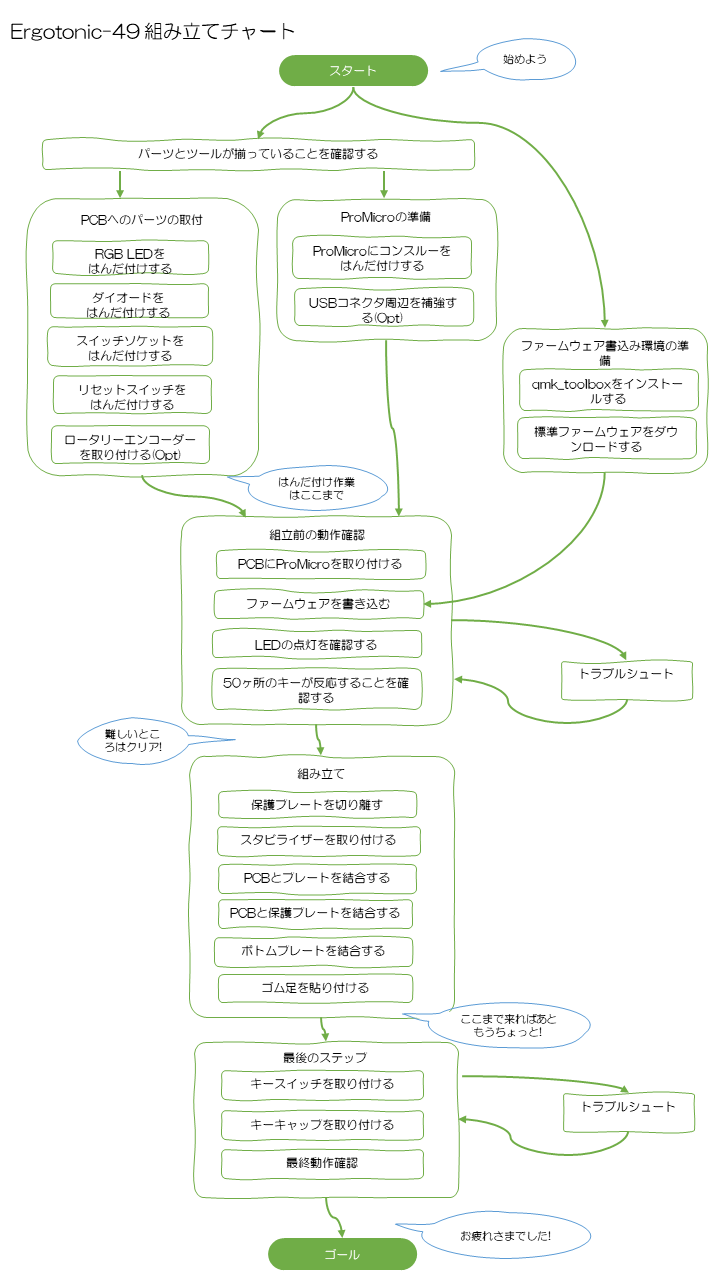 Ergotonic-49 組み立てチャート
スタート
始めよう
パーツとツールが揃っていることを確認する
PCBへのパーツの取付
RGB LEDを
はんだ付けする
ダイオードを
はんだ付けする
スイッチソケットを
はんだ付けする
リセットスイッチを
はんだ付けする
ロータリーエンコーダー
を取り付ける(Opt)
ProMicroの準備
ProMicroにコンスルーを
はんだ付けする
USBコネクタ周辺を補強す
る(Opt)
ファームウェア書込み環境の準
備
qmk_toolboxをインストー
ルする
標準ファームウェアをダウ
ンロードする
はんだ付け作業
はここまで
組立前の動作確認
PCBにProMicroを取り付ける
ファームウェアを書き込む
LEDの点灯を確認する
50ヶ所のキーが反応することを確
認する
トラブルシュート
難しいとこ
ろはクリア!
組み立て
保護プレートを切り離す
スタビライザーを取り付ける
PCBとプレートを結合する
PCBと保護プレートを結合する
ボトムプレートを結合する
ゴム足を貼り付ける
ここまで来ればあと
もうちょっと!
最後のステップ
キースイッチを取り付ける
キーキャップを取り付ける
最終動作確認
トラブルシュート
お疲れさまでした!
ゴール